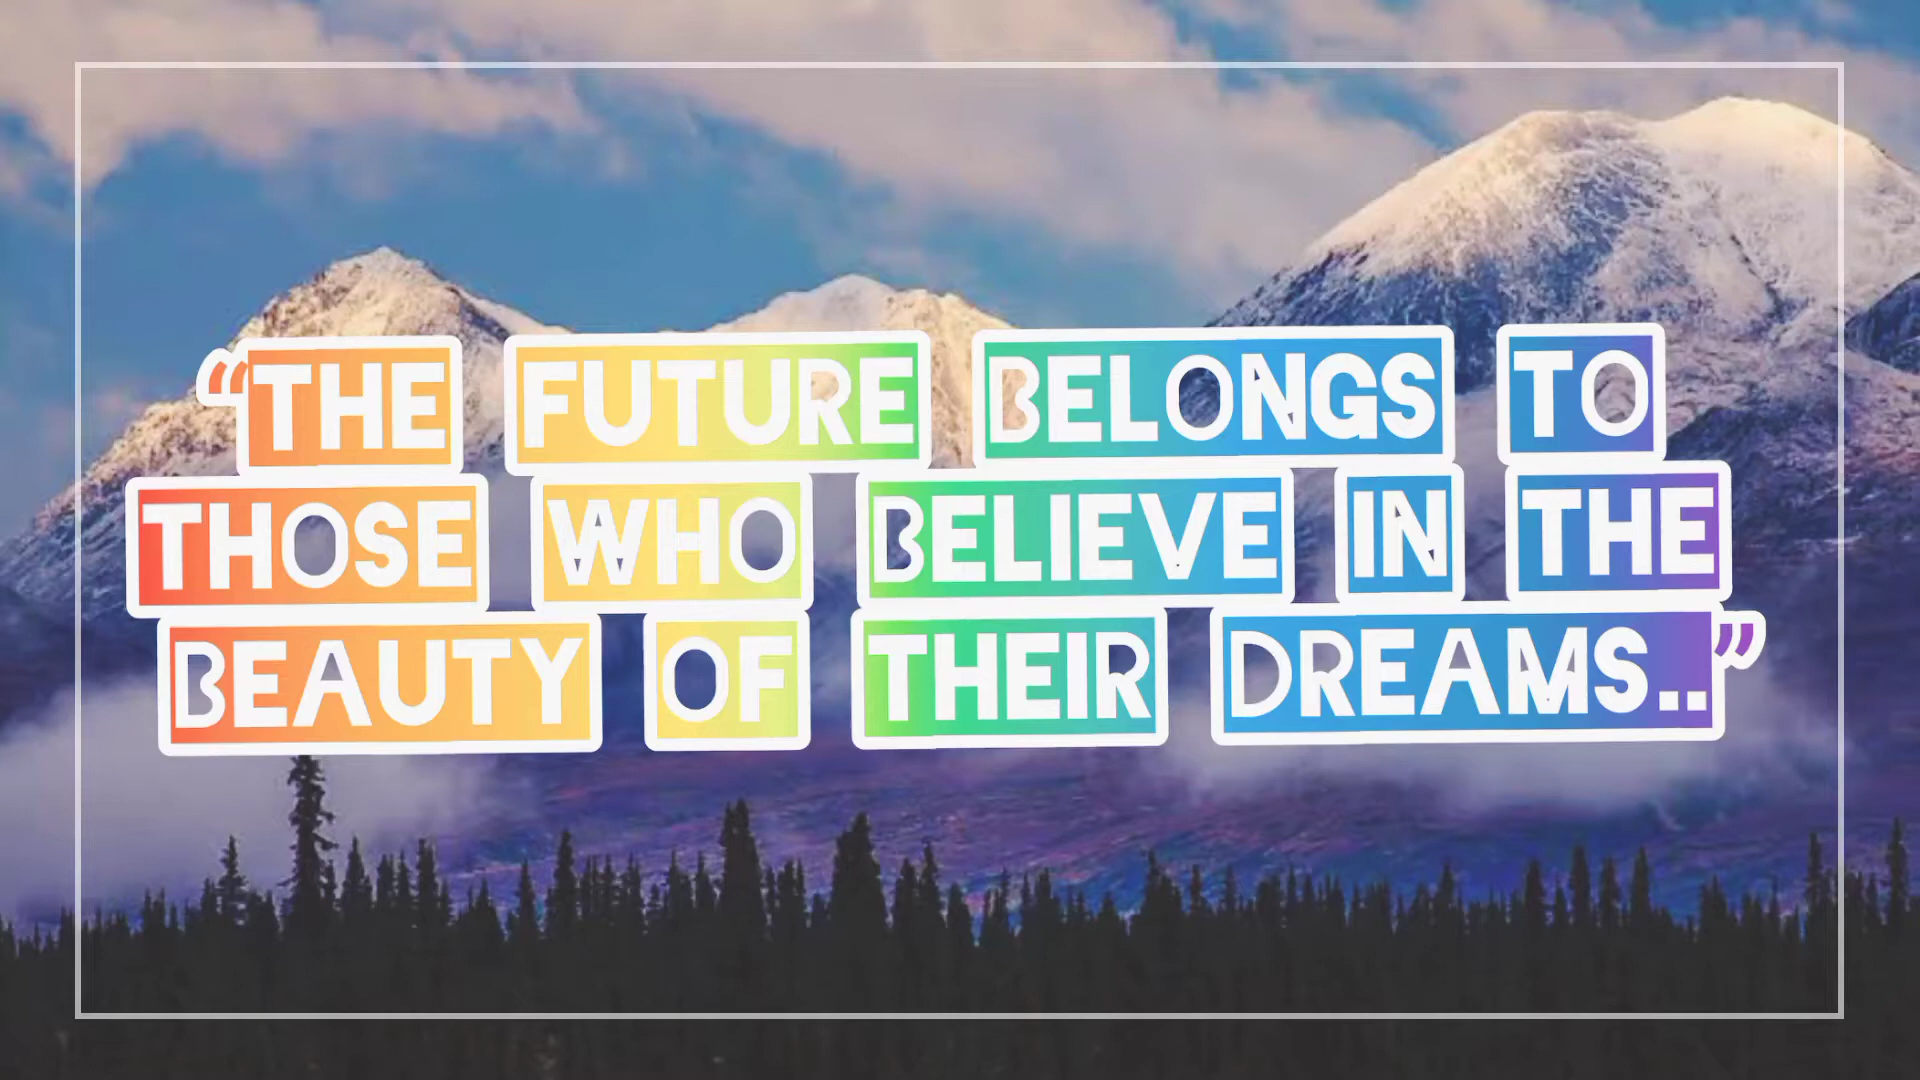 “THE FUTURE BELONGS TO
THOSE WHO BELIEVE IN THE
BEAUTY OF THEIR DREAMS..”